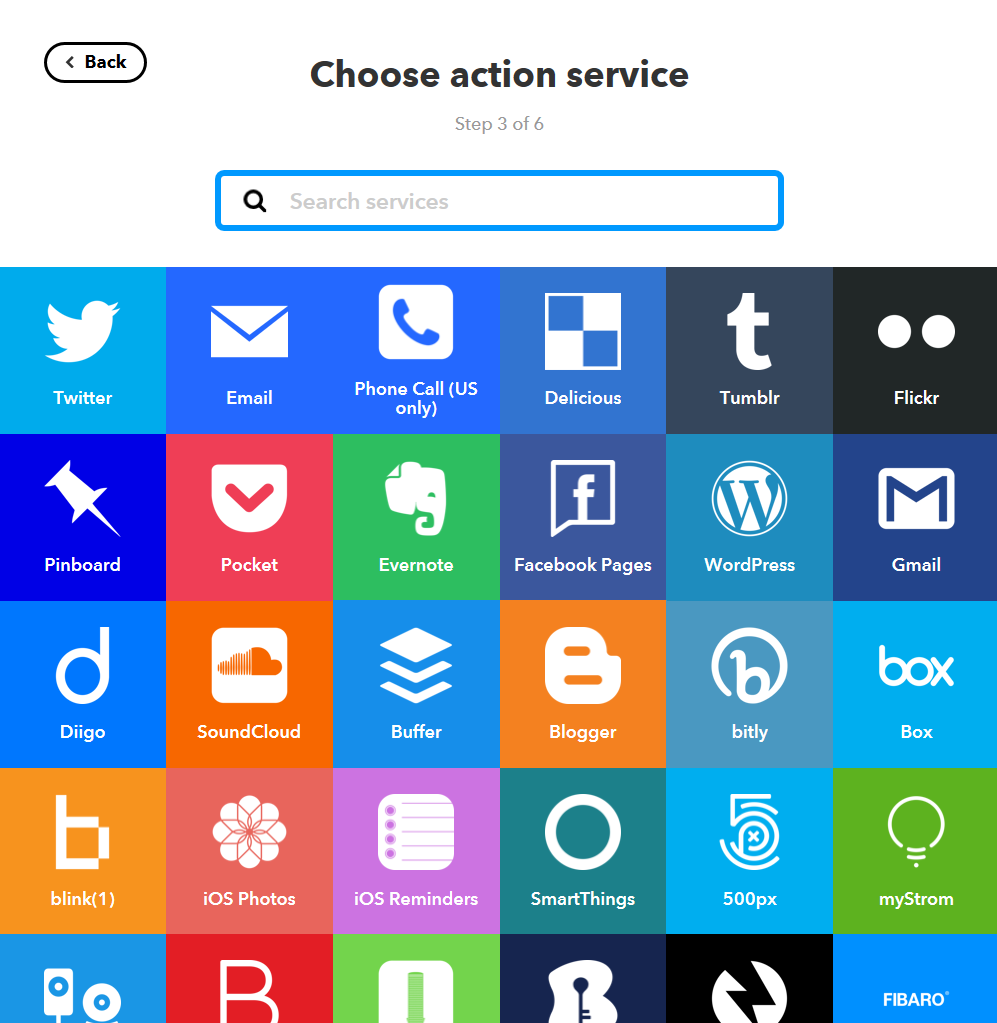 Back
Choose action service
Step 3 of 6
Search services
Twitter
Email
Phone Call (US
only)
Delicious
Tumblr
Flickr
Pinboard
Pocket
Evernote
Facebook Pages
WordPress
Gmail
Diigo
SoundCloud
Buffer
Blogger
bitly
box
Box
blink(1)
iOS Photos
iOS Reminders
SmartThings
5
500px
myStrom
B
FIBARO